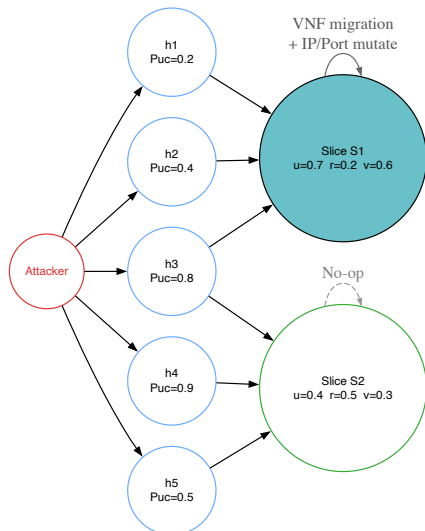 VNF migration
+ IP/Port mutate
h1
Puc=0.2
h2
Puc=0.4
Slice S1
u=0.7 r=0.2 v=0.6
Attacker
h3
Puc=0.8
No-op
h4
Puc=0.9
Slice S2
u=0.4 r=0.5 v=0.3
h5
Puc=0.5